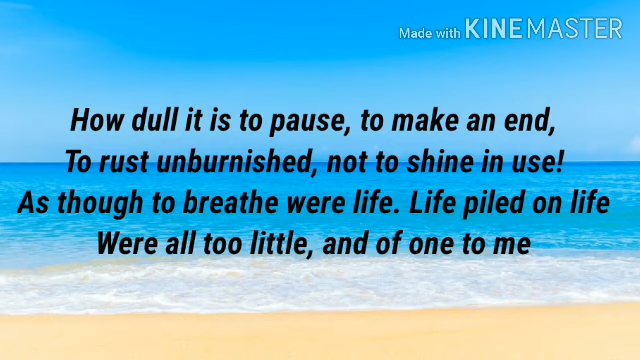 Made with KINEMASTER
How dull it is to pause, to make an end,
To rust unburnished, not to shine in use!
As though to breathe were life. Life piled on life
Were all too little, and of one to me